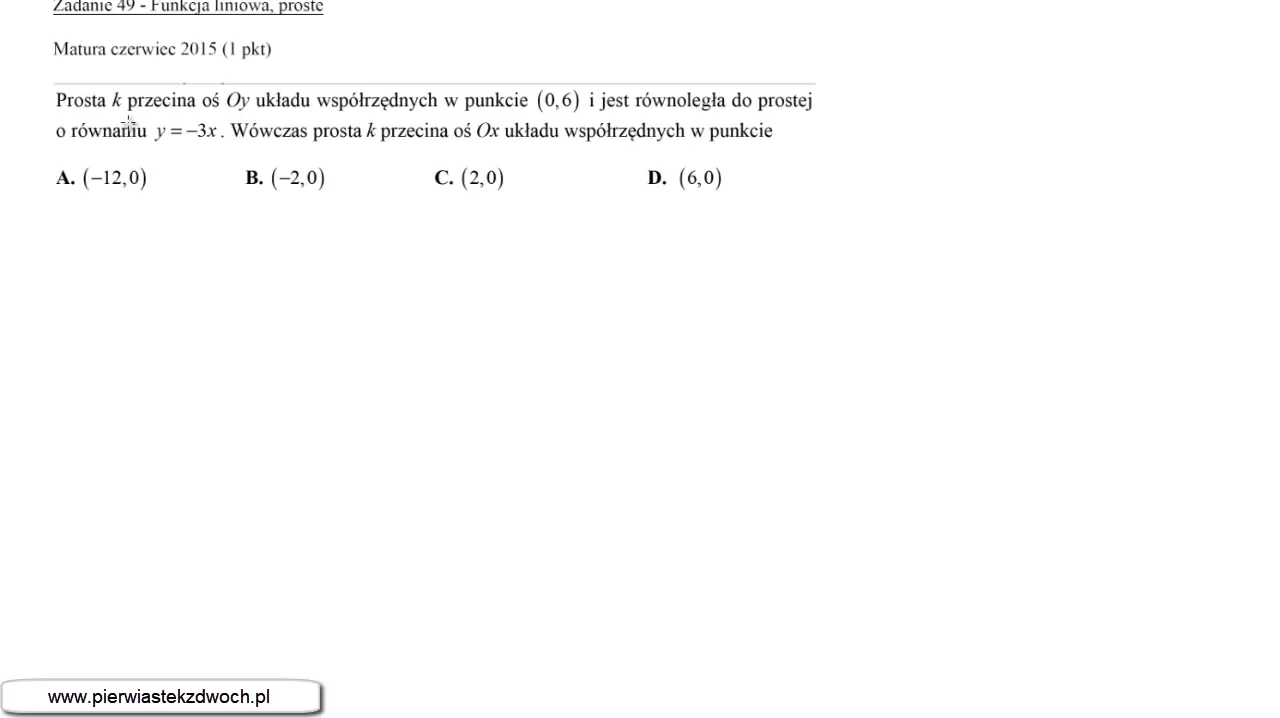 Zadanie 49 - Funkcja liniowa, proste
Matura czerwiec 2015 (1 pkt)
Prosta k przecina oś Oy układu współrzędnych w punkcie (0,6) i jest równoległa do prostej
o równaniu y = −3x . Wówczas prosta k przecina oś Ox układu współrzędnych w punkcie
A. (−12,0) B. (−2,0) C. (2,0) D. (6,0)
www.pierwiastekzdwoch.pl